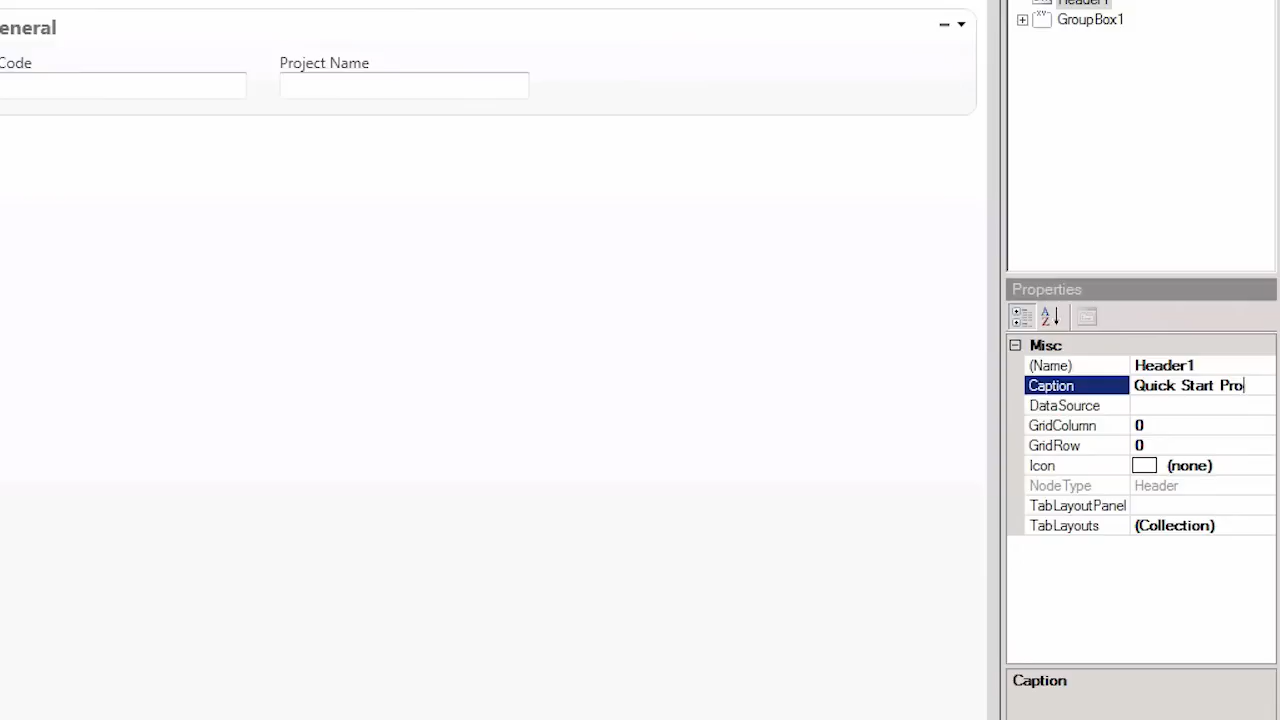 eneral
Code
Project Name
Header1
GroupBox1
Properties
Misc
(Name) Header1
Caption Quick Start Pro
DataSource
GridColumn 0
GridRow 0
Icon (none)
NodeType Header
TabLayoutPanel
TabLayouts (Collection)
Caption